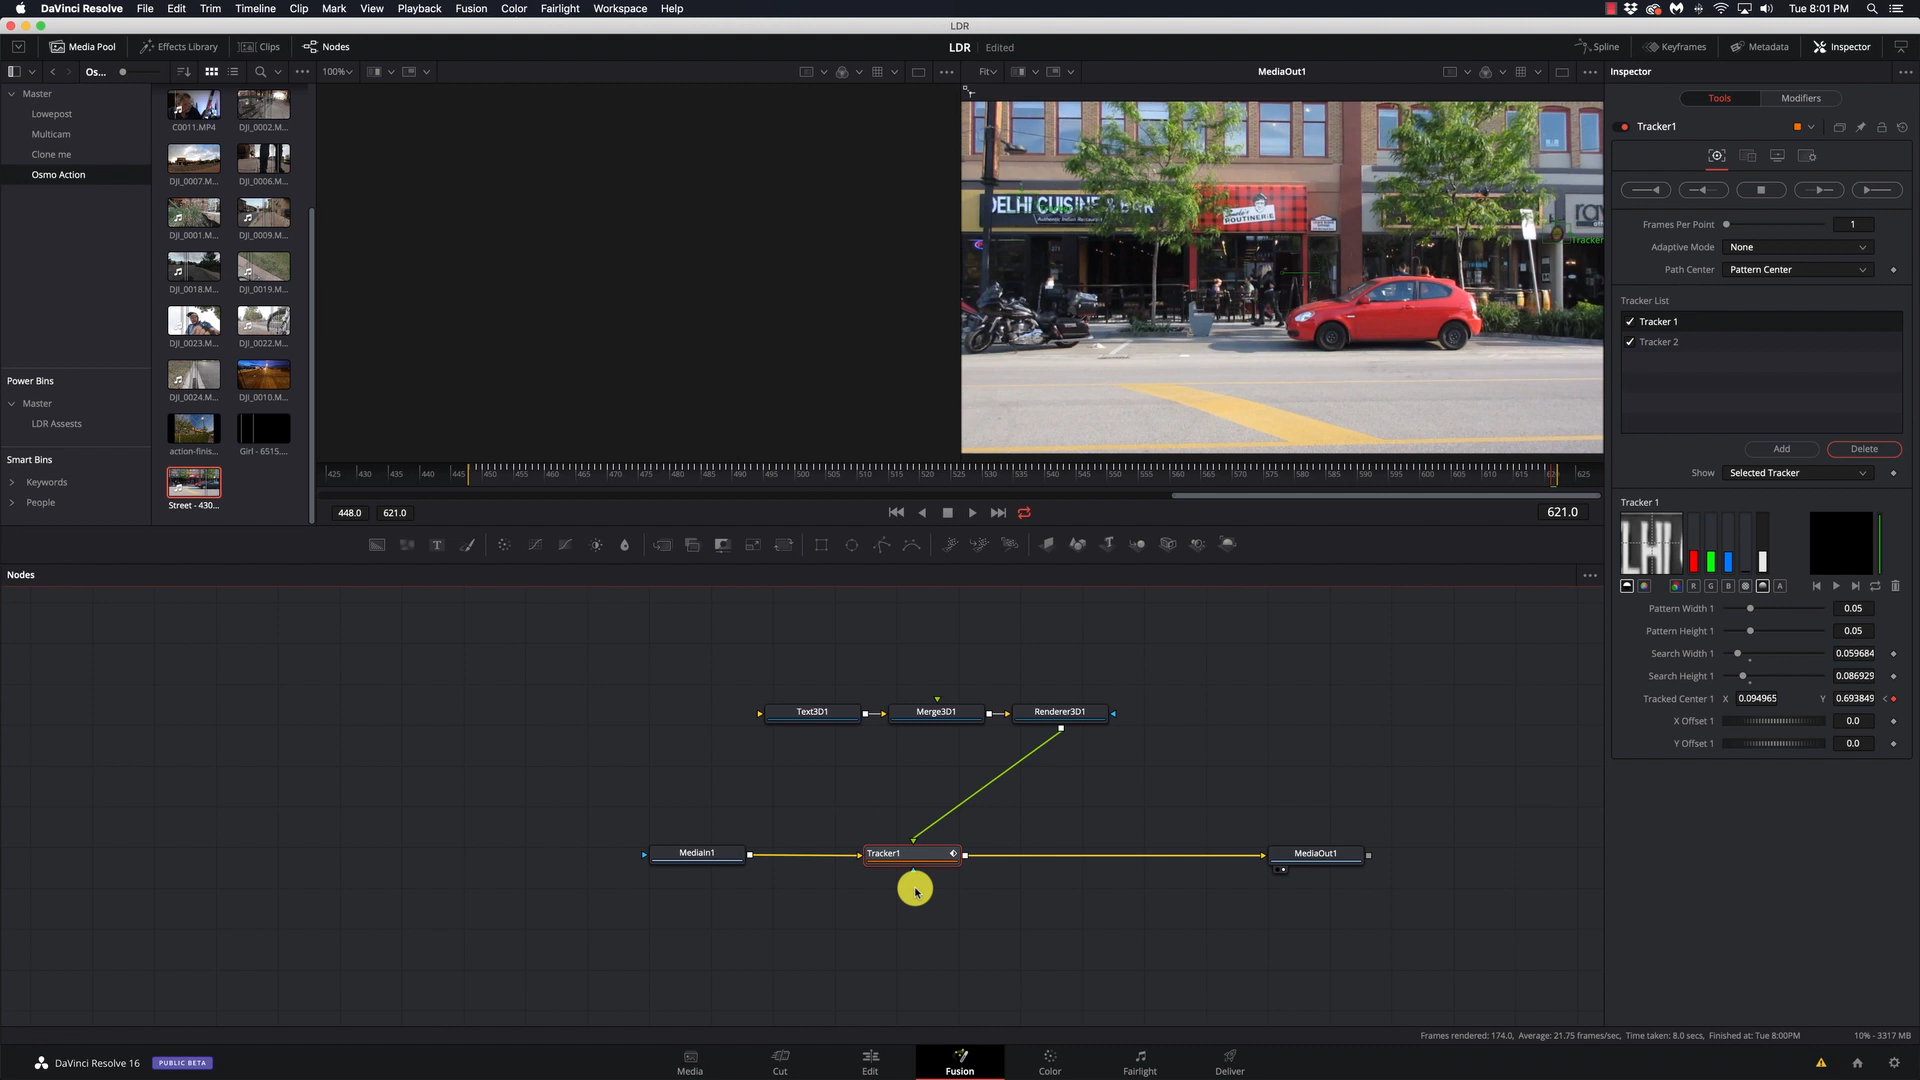 DaVinci Resolve File Edit Trim Timeline Clip Mark View Playback Fusion Color Fairlight Workspace Help Tue 8:01 PM
LDR
Media Pool Effects Library Clips Nodes LDR Edited Spline Keyframes Metadata Inspector
Os... 100% Fit MediaOut1 Inspector
Master
Lowepost
Multicam
Clone me
Osmo Action
C0011.MP4 DJI_0002.M...
DJI_0007.M... DJI_0006.M...
DJI_0001.M... DJI_0009.M...
DJI_0018.M... DJI_0019.M...
DJI_0023.M... DJI_0022.M...
DJI_0024.M... DJI_0010.M...
action-finis... Girl - 6515....
Street - 430...
Power Bins
Master
LDR Assests
Smart Bins
Keywords
People
DELHI CUISINE & BAR
Authentic Indian Restaurant
Smoke's
POUTINERIE
Tracker
425 430 435 440 445 450 455 460 465 470 475 480 485 490 495 500 505 510 515 520 525 530 535 540 545 550 555 560 565 570 575 580 585 590 595 600 605 610 615 625
448.0 621.0 621.0
Tools Modifiers
Tracker1
Frames Per Point 1
Adaptive Mode None
Path Center Pattern Center
Tracker List
Tracker 1
Tracker 2
Add Delete
Show Selected Tracker
Tracker 1
LHI
R G B A
Pattern Width 1 0.05
Pattern Height 1 0.05
Search Width 1 0.059684
Search Height 1 0.086929
Tracked Center 1 X 0.094965 Y 0.693849
X Offset 1 0.0
Y Offset 1 0.0
Nodes
Text3D1 Merge3D1 Renderer3D1
MediaIn1 Tracker1 MediaOut1
Frames rendered: 174.0, Average: 21.75 frames/sec, Time taken: 8.0 secs, Finished at: Tue 8:00PM 10% - 3317 MB
DaVinci Resolve 16 PUBLIC BETA
Media Cut Edit Fusion Color Fairlight Deliver